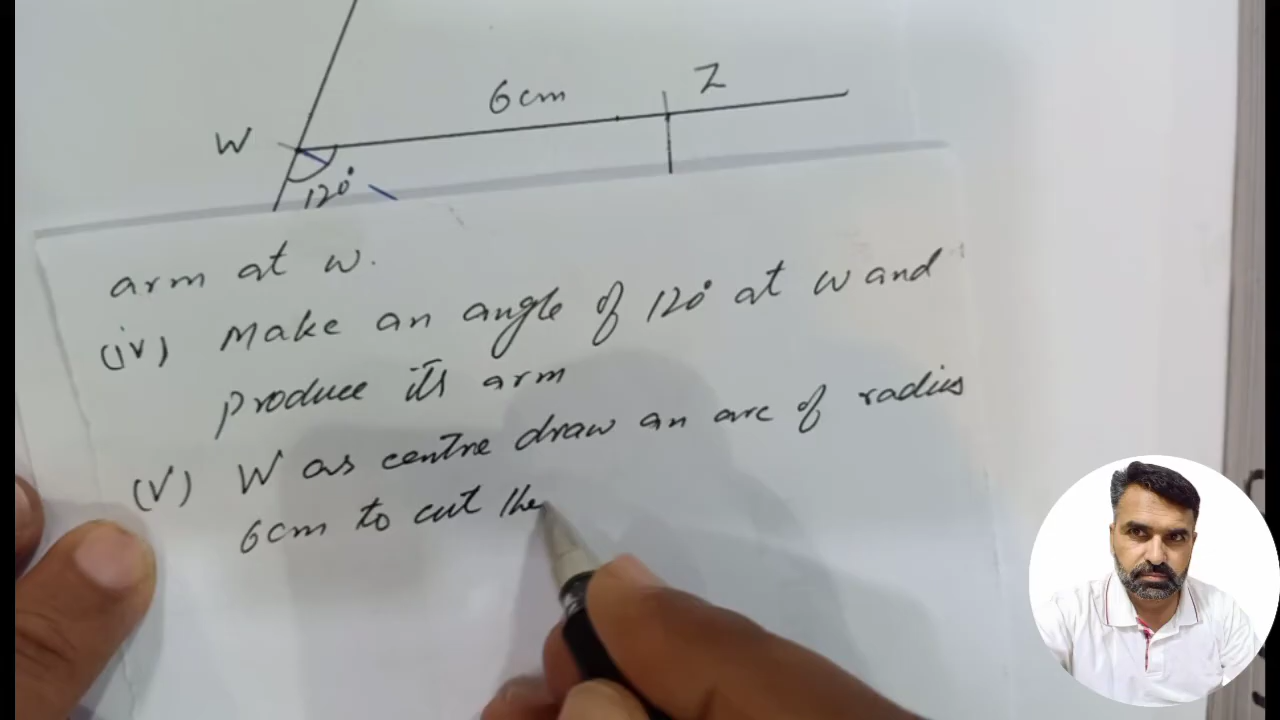 6cm
Z
W
120°
arm at w.
(iv) Make an angle of 120° at w and
produce its arm
(V) W as centre draw an arc of radius
6cm to cut the